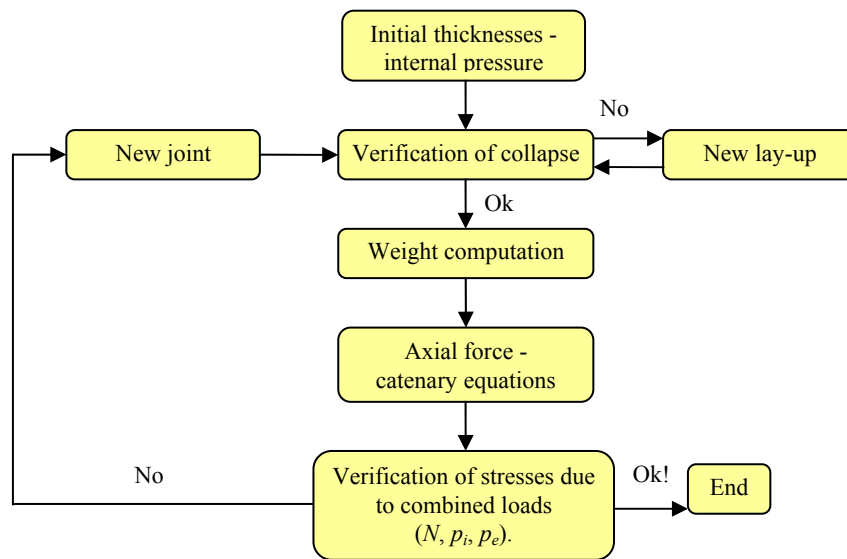 Initial thicknesses -
internal pressure
No
New joint
Verification of collapse
New lay-up
Ok
Weight computation
Axial force -
catenary equations
No
Verification of stresses due
to combined loads
(N, pᵢ, pₑ).
Ok!
End